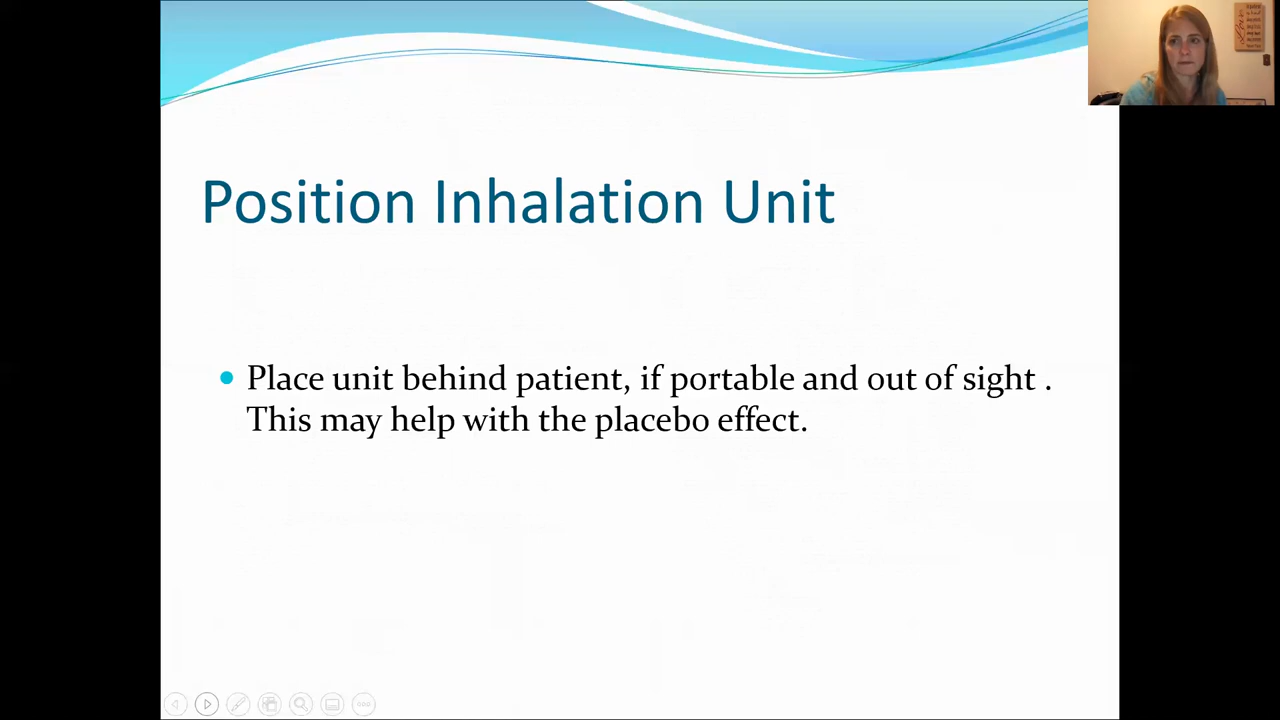 Position Inhalation Unit
Place unit behind patient, if portable and out of sight .
This may help with the placebo effect.